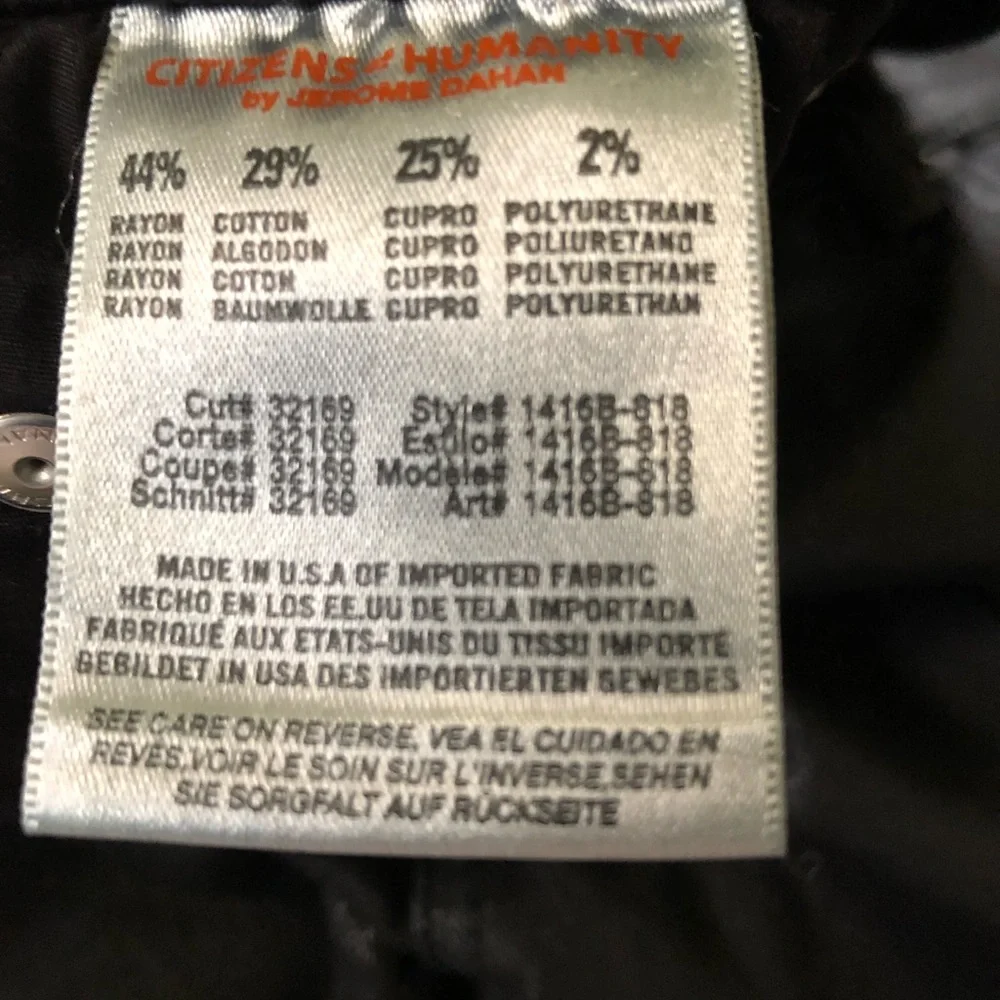 CITIZENS of HUMANITY
by JEROME DAHAN
44% 29% 25% 2%
RAYON COTTON CUPRO POLYURETHANE
RAYON ALGODON CUPRO POLIURETANO
RAYON COTON CUPRO POLYURETHANE
RAYON BAUMWOLLE CUPRO POLYURETHAN
Cut# 32169 Style# 1416B-818
Corte# 32169 Estilo# 1416B-818
Coupe# 32169 Modele# 1416B-818
Schnitt# 32169 Art# 1416B-818
MADE IN U.S.A OF IMPORTED FABRIC
HECHO EN LOS EE.UU DE TELA IMPORTADA
FABRIQUÉ AUX ETATS-UNIS DU TISSU IMPORTÉ
GEBILDET IN USA DES IMPORTIERTEN GEWEBES
SEE CARE ON REVERSE, VEA EL CUIDADO EN
REVES,VOIR LE SOIN SUR L'INVERSE,SEHEN
SIE SORGFALT AUF RÜCKSEITE